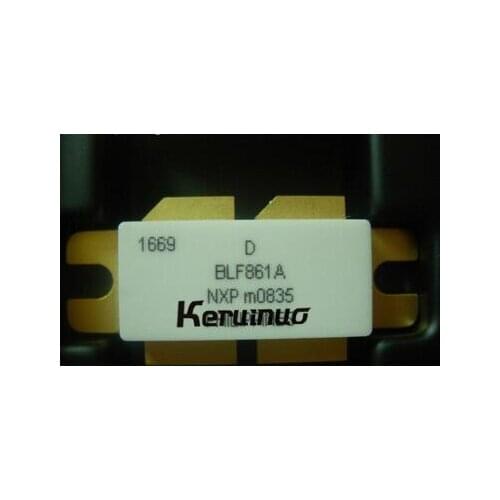 1669 D
BLF861A
NXP m0835
Keruinuo